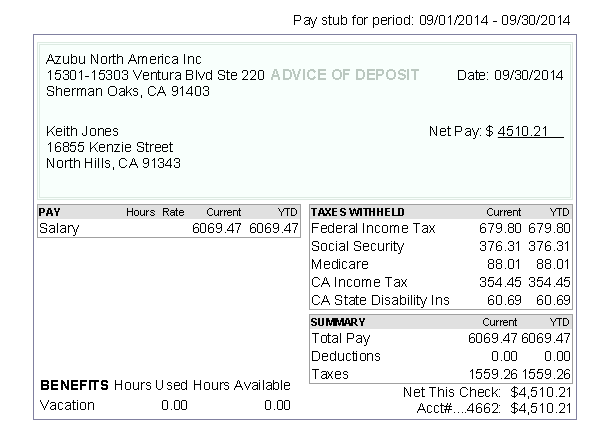 Pay stub for period: 09/01/2014 - 09/30/2014
Azubu North America Inc
15301-15303 Ventura Blvd Ste 220 ADVICE OF DEPOSIT Date: 09/30/2014
Sherman Oaks, CA 91403
Keith Jones Net Pay: $ 4510.21
16855 Kenzie Street
North Hills, CA 91343
PAY Hours Rate Current YTD
Salary 6069.47 6069.47
TAXES WITHHELD Current YTD
Federal Income Tax 679.80 679.80
Social Security 376.31 376.31
Medicare 88.01 88.01
CA Income Tax 354.45 354.45
CA State Disability Ins 60.69 60.69
SUMMARY Current YTD
Total Pay 6069.47 6069.47
Deductions 0.00 0.00
Taxes 1559.26 1559.26
BENEFITS Hours Used Hours Available
Vacation 0.00 0.00
Net This Check: $4,510.21
Acct#....4662: $4,510.21